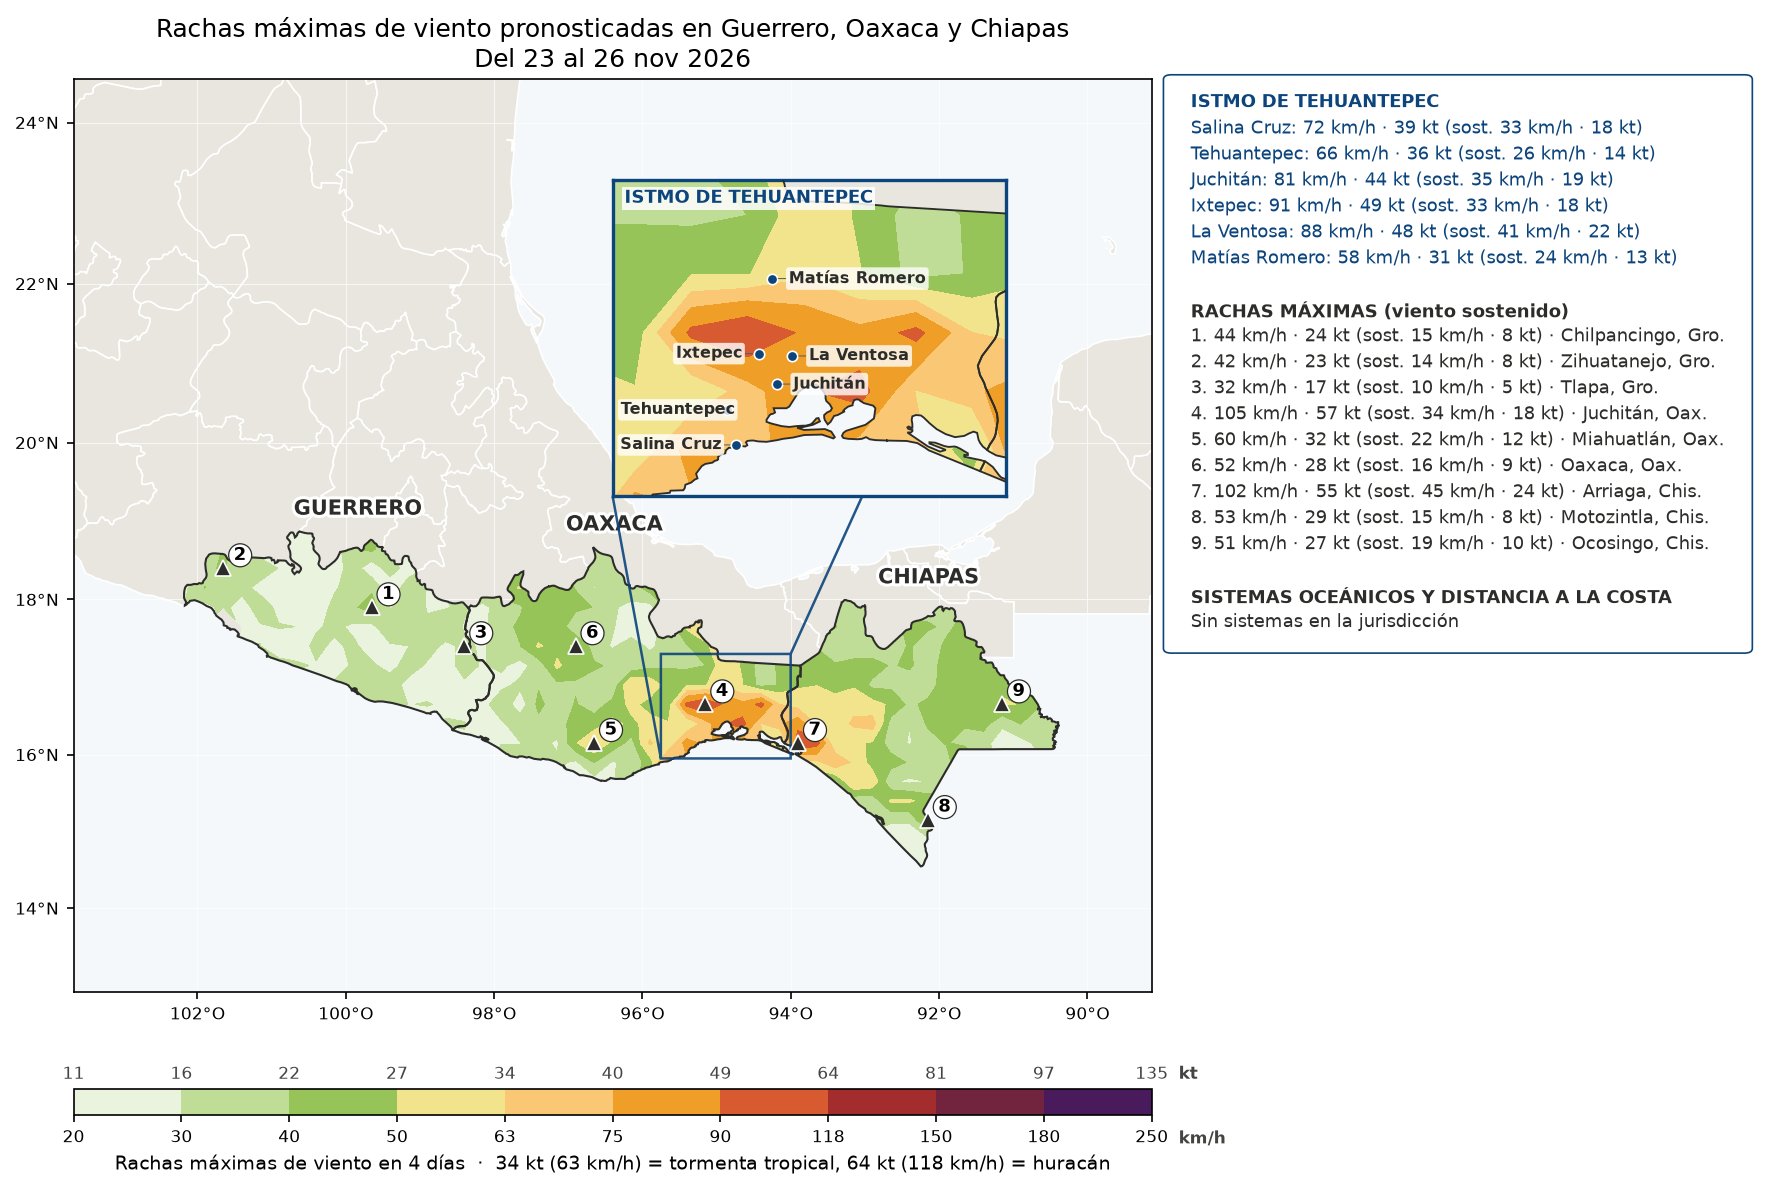 Rachas máximas de viento pronosticadas en Guerrero, Oaxaca y Chiapas
Del 23 al 26 nov 2026
24°N
22°N
20°N
18°N
16°N
14°N
102°O
100°O
98°O
96°O
94°O
92°O
90°O
ISTMO DE TEHUANTEPEC
Matías Romero
Ixtepec
La Ventosa
Juchitán
Tehuantepec
Salina Cruz
GUERRERO
OAXACA
CHIAPAS
2
1
3
6
4
9
5
7
8
ISTMO DE TEHUANTEPEC
Salina Cruz: 72 km/h · 39 kt (sost. 33 km/h · 18 kt)
Tehuantepec: 66 km/h · 36 kt (sost. 26 km/h · 14 kt)
Juchitán: 81 km/h · 44 kt (sost. 35 km/h · 19 kt)
Ixtepec: 91 km/h · 49 kt (sost. 33 km/h · 18 kt)
La Ventosa: 88 km/h · 48 kt (sost. 41 km/h · 22 kt)
Matías Romero: 58 km/h · 31 kt (sost. 24 km/h · 13 kt)
RACHAS MÁXIMAS (viento sostenido)
1. 44 km/h · 24 kt (sost. 15 km/h · 8 kt) · Chilpancingo, Gro.
2. 42 km/h · 23 kt (sost. 14 km/h · 8 kt) · Zihuatanejo, Gro.
3. 32 km/h · 17 kt (sost. 10 km/h · 5 kt) · Tlapa, Gro.
4. 105 km/h · 57 kt (sost. 34 km/h · 18 kt) · Juchitán, Oax.
5. 60 km/h · 32 kt (sost. 22 km/h · 12 kt) · Miahuatlán, Oax.
6. 52 km/h · 28 kt (sost. 16 km/h · 9 kt) · Oaxaca, Oax.
7. 102 km/h · 55 kt (sost. 45 km/h · 24 kt) · Arriaga, Chis.
8. 53 km/h · 29 kt (sost. 15 km/h · 8 kt) · Motozintla, Chis.
9. 51 km/h · 27 kt (sost. 19 km/h · 10 kt) · Ocosingo, Chis.
SISTEMAS OCEÁNICOS Y DISTANCIA A LA COSTA
Sin sistemas en la jurisdicción
11 16 22 27 34 40 49 64 81 97 135 kt
20 30 40 50 63 75 90 118 150 180 250 km/h
Rachas máximas de viento en 4 días · 34 kt (63 km/h) = tormenta tropical, 64 kt (118 km/h) = huracán